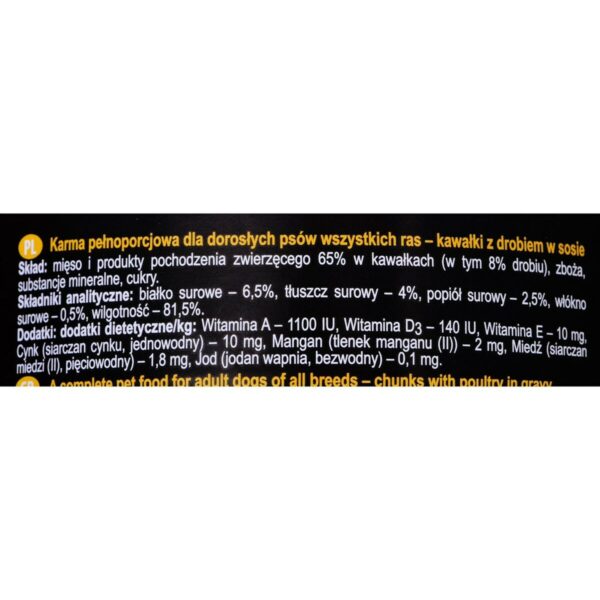 PL Karma pełnoporcjowa dla dorosłych psów wszystkich ras – kawałki z drobiem w sosie
Skład: mięso i produkty pochodzenia zwierzęcego 65% w kawałkach (w tym 8% drobiu), zboża,
substancje mineralne, cukry.
Składniki analityczne: białko surowe – 6,5%, tłuszcz surowy – 4%, popiół surowy – 2,5%, włókno
surowe – 0,5%, wilgotność – 81,5%.
Dodatki: dodatki dietetyczne/kg: Witamina A – 1100 IU, Witamina D3 – 140 IU, Witamina E – 10 mg,
Cynk (siarczan cynku, jednowodny) – 10 mg, Mangan (tlenek manganu (II)) – 2 mg, Miedź (siarczan
miedzi (II), pięciowodny) – 1,8 mg, Jod (jodan wapnia, bezwodny) – 0,1 mg.
A complete pet food for adult dogs of all breeds – chunks with poultry in gravy